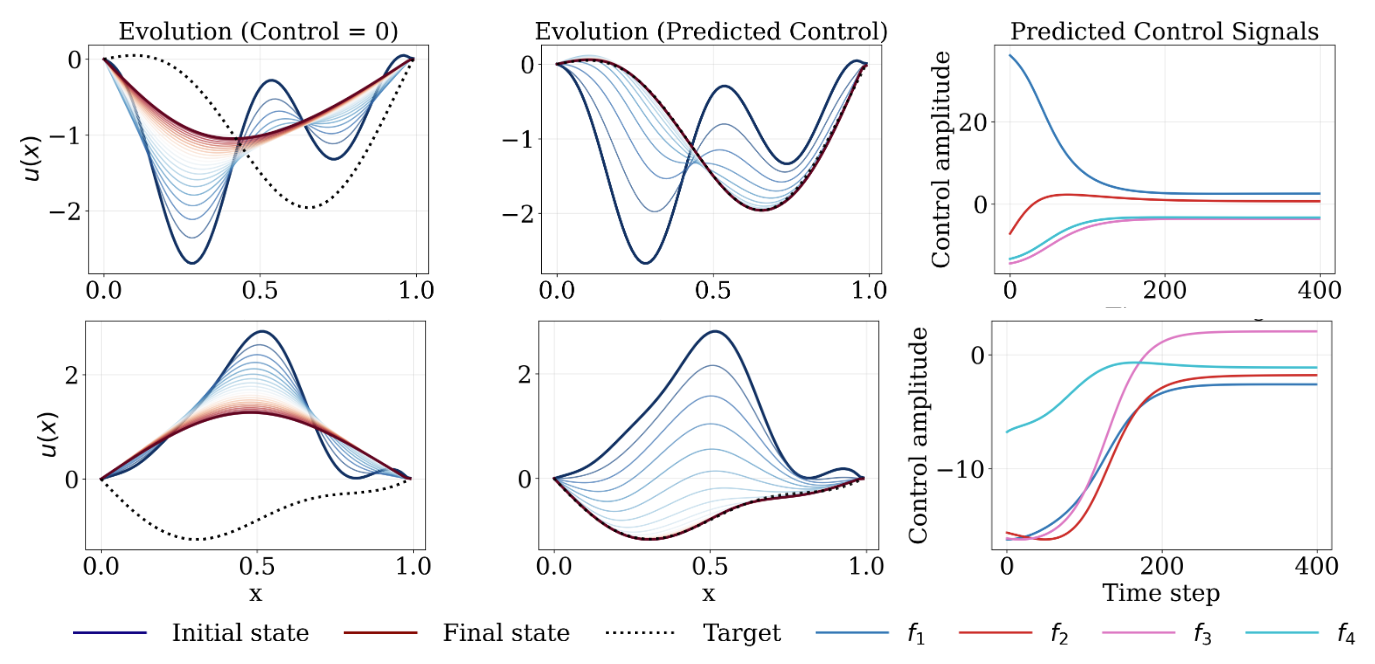 Evolution (Control = 0)
Evolution (Predicted Control)
Predicted Control Signals
u(x)
0
−1
−2
0.0
0.5
1.0
0
−1
−2
0.0
0.5
1.0
Control amplitude
20
0
0
200
400
u(x)
2
0
0.0
0.5
1.0
x
2
0
0.0
0.5
1.0
x
Control amplitude
0
−10
0
200
400
Time step
Initial state
Final state
Target
f1
f2
f3
f4